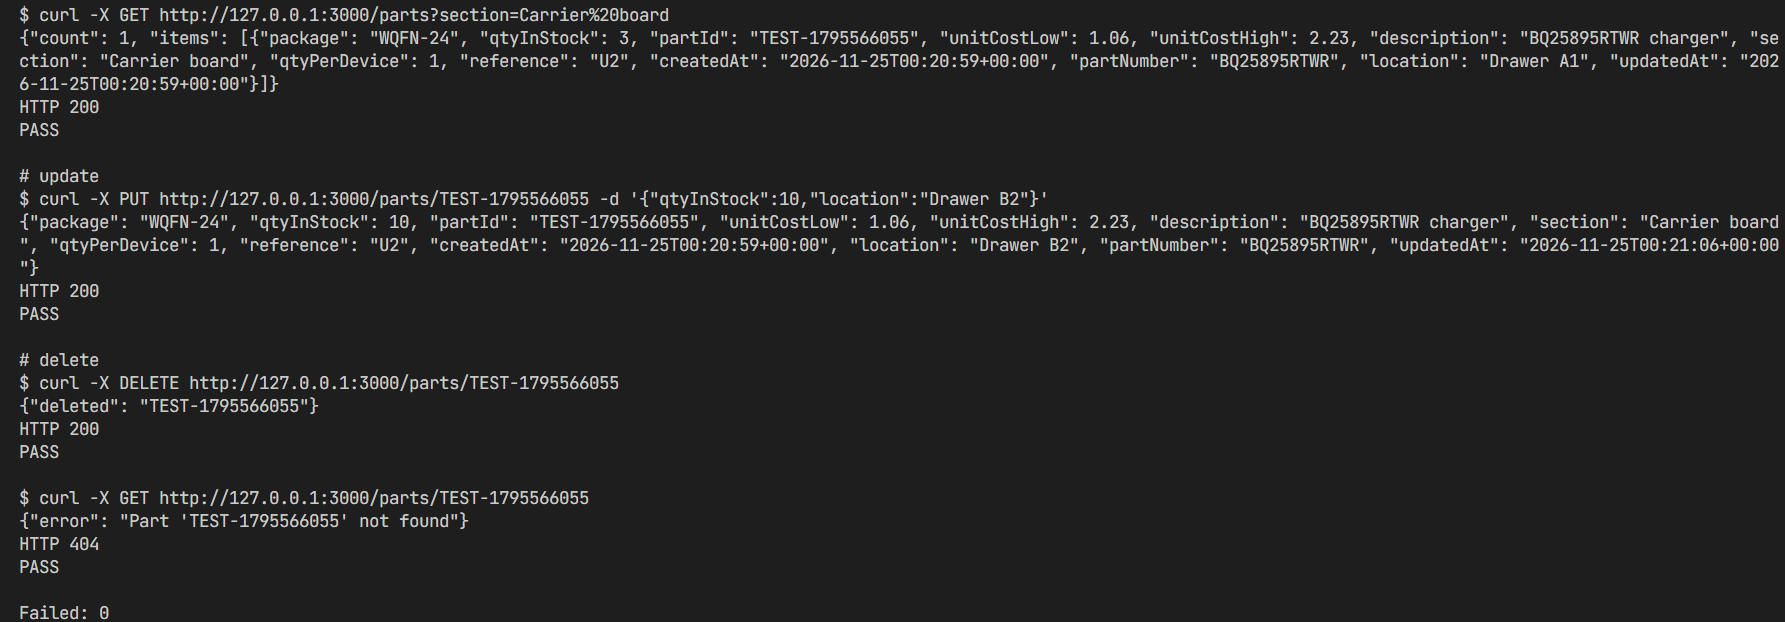 $ curl -X GET http://127.0.0.1:3000/parts?section=Carrier%20board
{"count": 1, "items": [{"package": "WQFN-24", "qtyInStock": 3, "partId": "TEST-1795566055", "unitCostLow": 1.06, "unitCostHigh": 2.23, "description": "BQ25895RTWR charger", "se
ction": "Carrier board", "qtyPerDevice": 1, "reference": "U2", "createdAt": "2026-11-25T00:20:59+00:00", "partNumber": "BQ25895RTWR", "location": "Drawer A1", "updatedAt": "202
6-11-25T00:20:59+00:00"}]}
HTTP 200
PASS

# update
$ curl -X PUT http://127.0.0.1:3000/parts/TEST-1795566055 -d '{"qtyInStock":10,"location":"Drawer B2"}'
{"package": "WQFN-24", "qtyInStock": 10, "partId": "TEST-1795566055", "unitCostLow": 1.06, "unitCostHigh": 2.23, "description": "BQ25895RTWR charger", "section": "Carrier board
", "qtyPerDevice": 1, "reference": "U2", "createdAt": "2026-11-25T00:20:59+00:00", "location": "Drawer B2", "partNumber": "BQ25895RTWR", "updatedAt": "2026-11-25T00:21:06+00:00
"}
HTTP 200
PASS

# delete
$ curl -X DELETE http://127.0.0.1:3000/parts/TEST-1795566055
{"deleted": "TEST-1795566055"}
HTTP 200
PASS

$ curl -X GET http://127.0.0.1:3000/parts/TEST-1795566055
{"error": "Part 'TEST-1795566055' not found"}
HTTP 404
PASS

Failed: 0